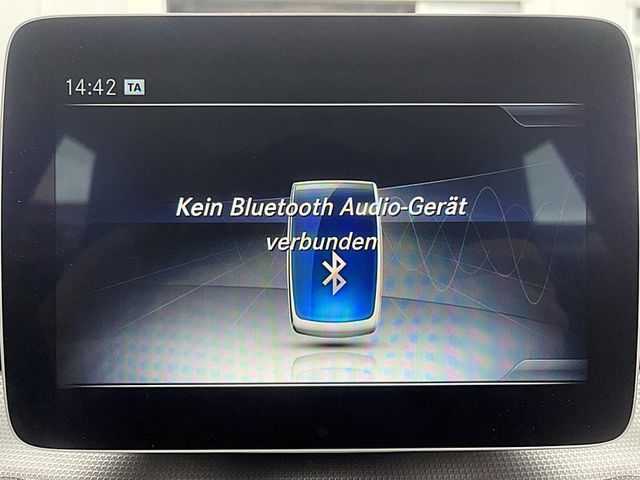 14:42 TA
Kein Bluetooth Audio-Gerät
verbunden